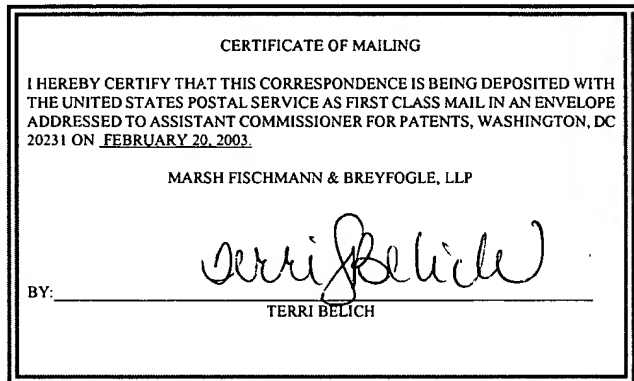 CERTIFICATE OF MAILING
I HEREBY CERTIFY THAT THIS CORRESPONDENCE IS BEING DEPOSITED WITH
THE UNITED STATES POSTAL SERVICE AS FIRST CLASS MAIL IN AN ENVELOPE
ADDRESSED TO ASSISTANT COMMISSIONER FOR PATENTS, WASHINGTON, DC
20231 ON FEBRUARY 20, 2003.
MARSH FISCHMANN & BREYFOGLE, LLP
Terri J Belich
BY:
TERRI BELICH